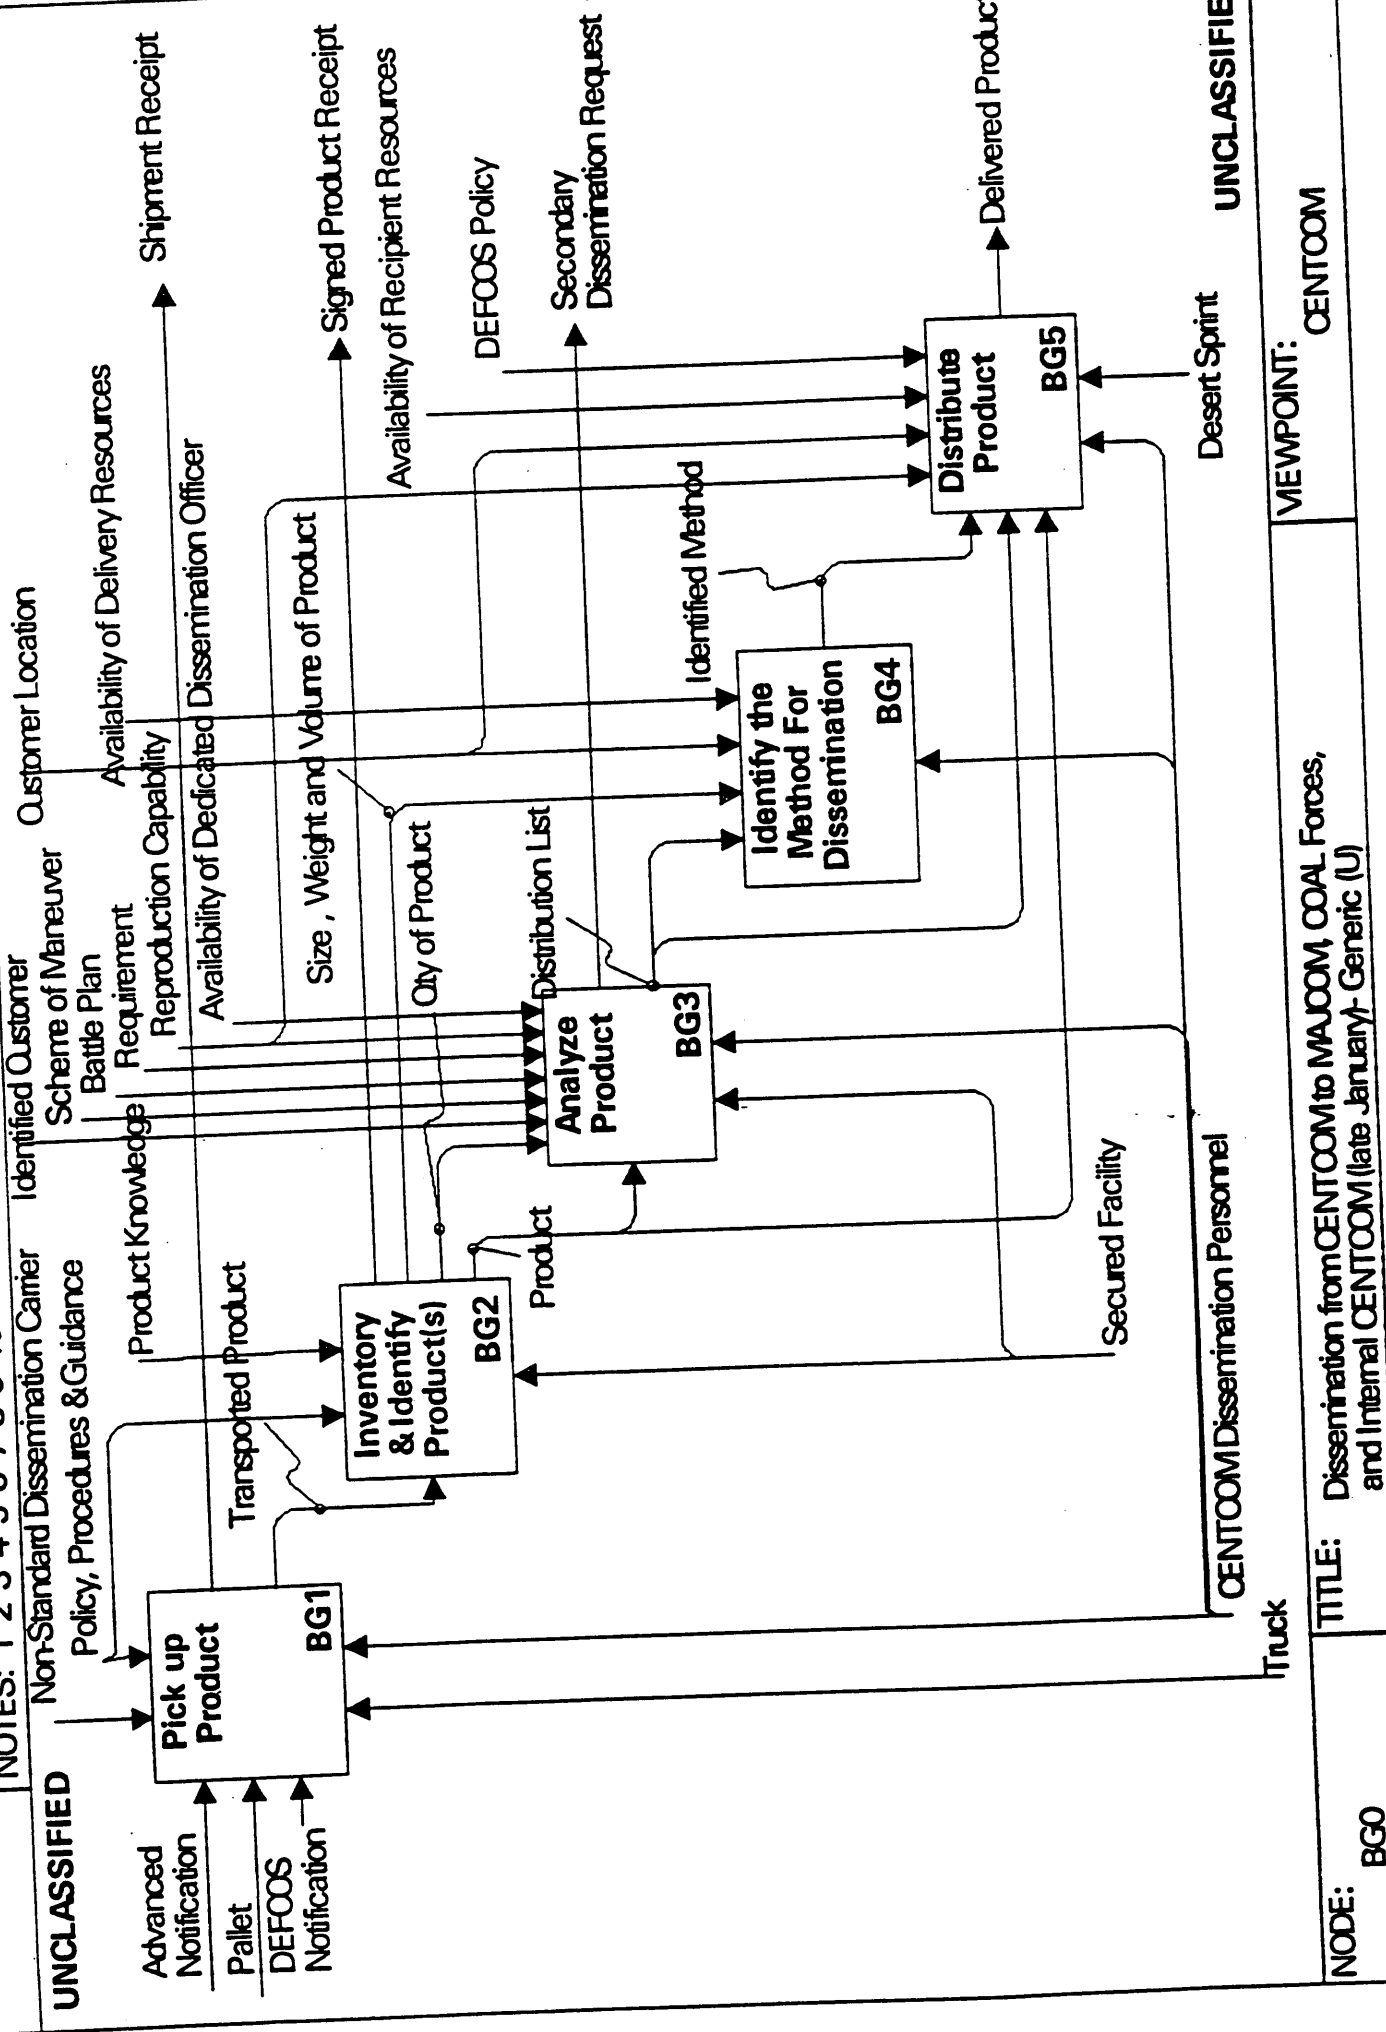 NOTES: 1 2 3 4 5 6 7 8 9
UNCLASSIFIED
Non-Standard Dissemination Carrier
Policy, Procedures & Guidance
Identified Customer
Scheme of Maneuver
Battle Plan
Requirement
Reproduction Capability
Availability of Dedicated Dissemination Officer
Customer Location
Availability of Delivery Resources
Shipment Receipt
Product Knowledge
Transported Product
Size , Weight and Volume of Product
Qty of Product
Signed Product Receipt
Availability of Recipient Resources
DEFCOS Policy
Secondary
Dissemination Request
Distribution List
Identified Method
Product
Delivered Produc
Advanced
Notification
Pallet
DEFCOS
Notification
Pick up
Product
BG1
Inventory
& Identify
Product(s)
BG2
Analyze
Product
BG3
Identify the
Method For
Dissemination
BG4
Distribute
Product
BG5
Secured Facility
Desert Sprint
CENTCOM Dissemination Personnel
Truck
UNCLASSIFIE
NODE:
BG0
TITLE: Dissemination from CENTCOM to MAJCOM, COAL Forces,
and Internal CENTCOM (late January)- Generic (U)
VIEWPOINT:
CENTCOM